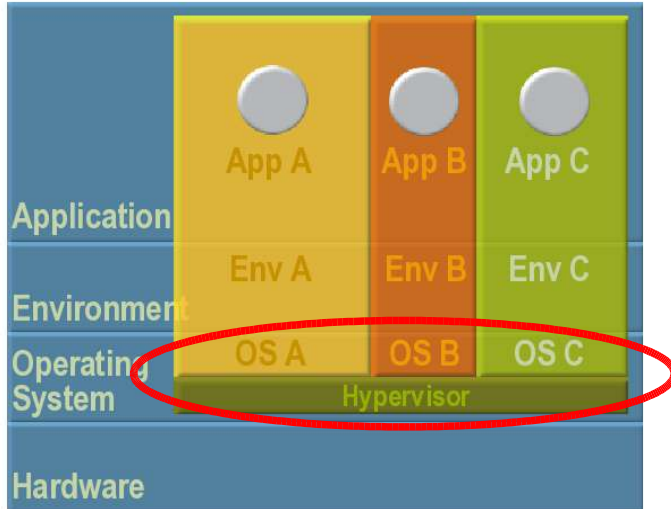 App A App B App C
Application
Env A Env B Env C
Environment
OS A OS B OS C
Operating
System
Hypervisor
Hardware